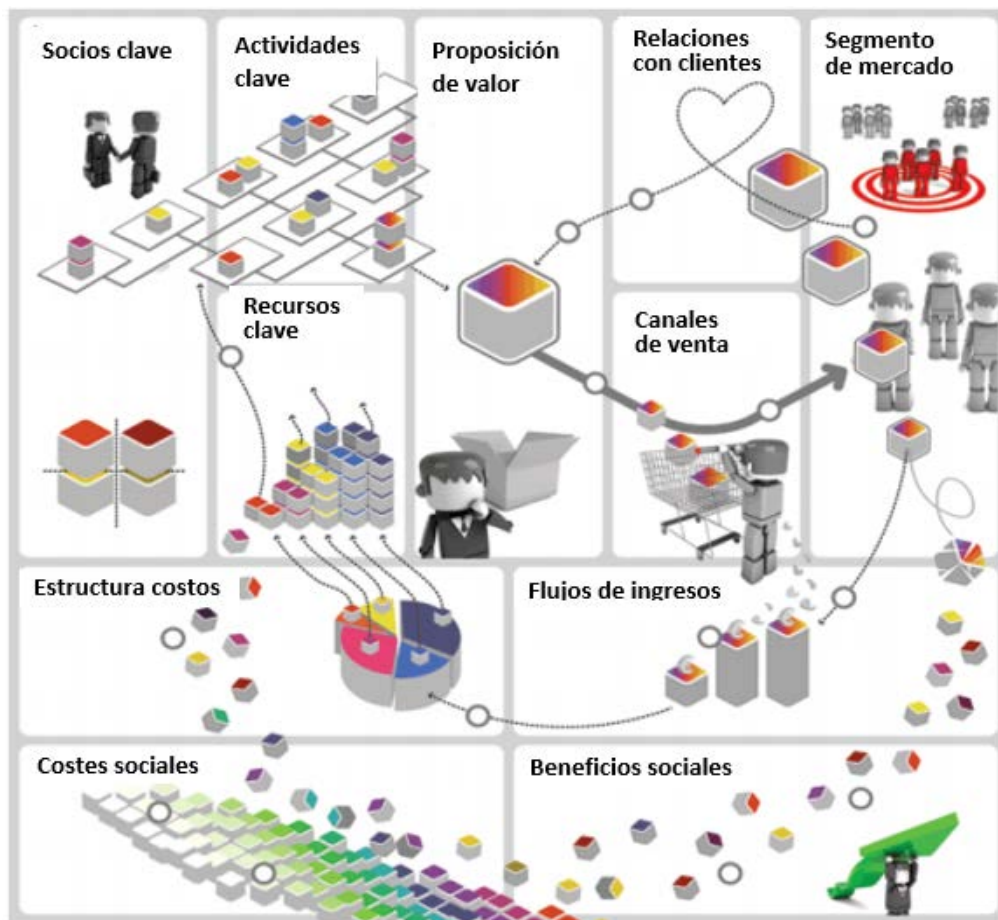 Socios clave
Actividades
clave
Proposición
de valor
Relaciones
con clientes
Segmento
de mercado
Recursos
clave
Canales
de venta
Estructura costos
Flujos de ingresos
Costes sociales
Beneficios sociales